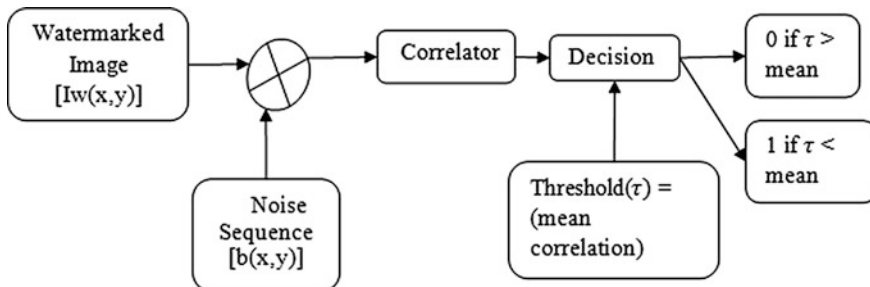 Watermarked
Image
[Iw(x,y)]
Correlator
Decision
0 if τ >
mean
1 if τ <
mean
Noise
Sequence
[b(x,y)]
Threshold(τ) =
(mean
correlation)